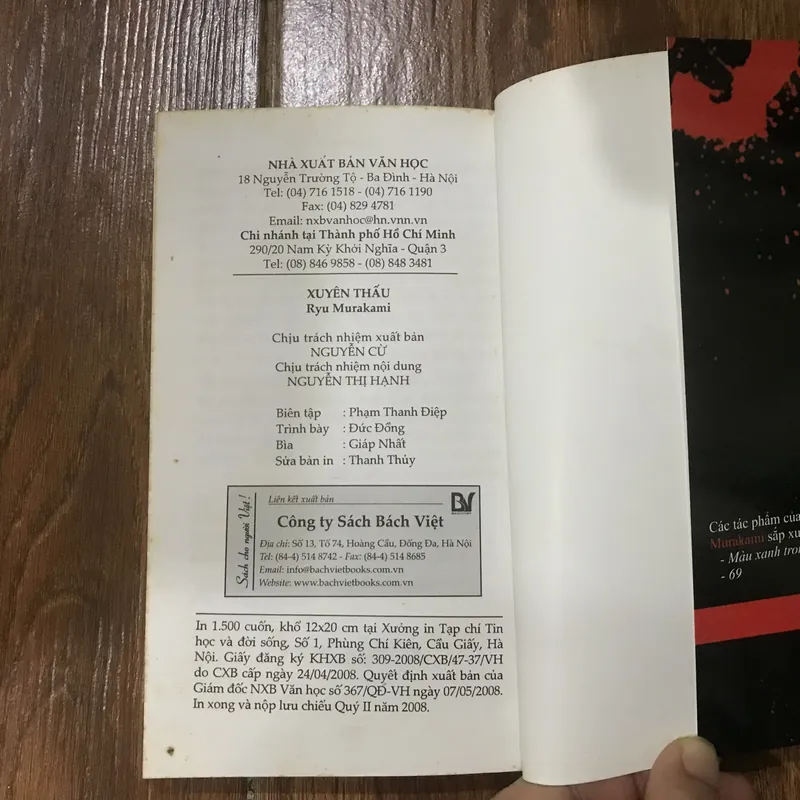 NHÀ XUẤT BẢN VĂN HỌC
18 Nguyễn Trường Tộ - Ba Đình - Hà Nội
Tel: (04) 716 1518 - (04) 716 1190
Fax: (04) 829 4781
Email: nxbvanhoc@hn.vnn.vn
Chi nhánh tại Thành phố Hồ Chí Minh
290/20 Nam Kỳ Khởi Nghĩa - Quận 3
Tel: (08) 846 9858 - (08) 848 3481
XUYÊN THẤU
Ryu Murakami
Chịu trách nhiệm xuất bản
NGUYỄN CỪ
Chịu trách nhiệm nội dung
NGUYỄN THỊ HẠNH
Biên tập : Phạm Thanh Điệp
Trình bày : Đức Đồng
Bìa : Giáp Nhất
Sửa bản in : Thanh Thủy
Sách cho người Việt!
Liên kết xuất bản
BV
Công ty Sách Bách Việt
Địa chỉ: Số 13, Tổ 74, Hoàng Cầu, Đống Đa, Hà Nội
Tel: (84-4) 514 8742 - Fax: (84-4) 514 8685
Email: info@bachvietbooks.com.vn
Website: www.bachvietbooks.com.vn
In 1.500 cuốn, khổ 12x20 cm tại Xưởng in Tạp chí Tin
học và đời sống, Số 1, Phùng Chí Kiên, Cầu Giấy, Hà
Nội. Giấy đăng ký KHXB số: 309-2008/CXB/47-37/VH
do CXB cấp ngày 24/04/2008. Quyết định xuất bản của
Giám đốc NXB Văn học số 367/QĐ-VH ngày 07/05/2008.
In xong và nộp lưu chiểu Quý II năm 2008.
Các tác phẩm của
Murakami sắp xu
- Màu xanh tron
- 69